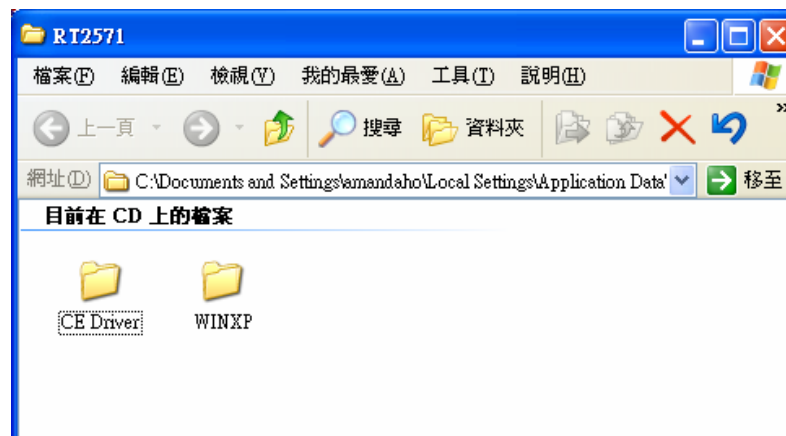 RT2571
檔案(F) 編輯(E) 檢視(V) 我的最愛(A) 工具(T) 說明(H)
上一頁 搜尋 資料夾 »
網址(D) C:\Documents and Settings\amandaho\Local Settings\Application Data\ 移至
目前在 CD 上的檔案
CE Driver WINXP